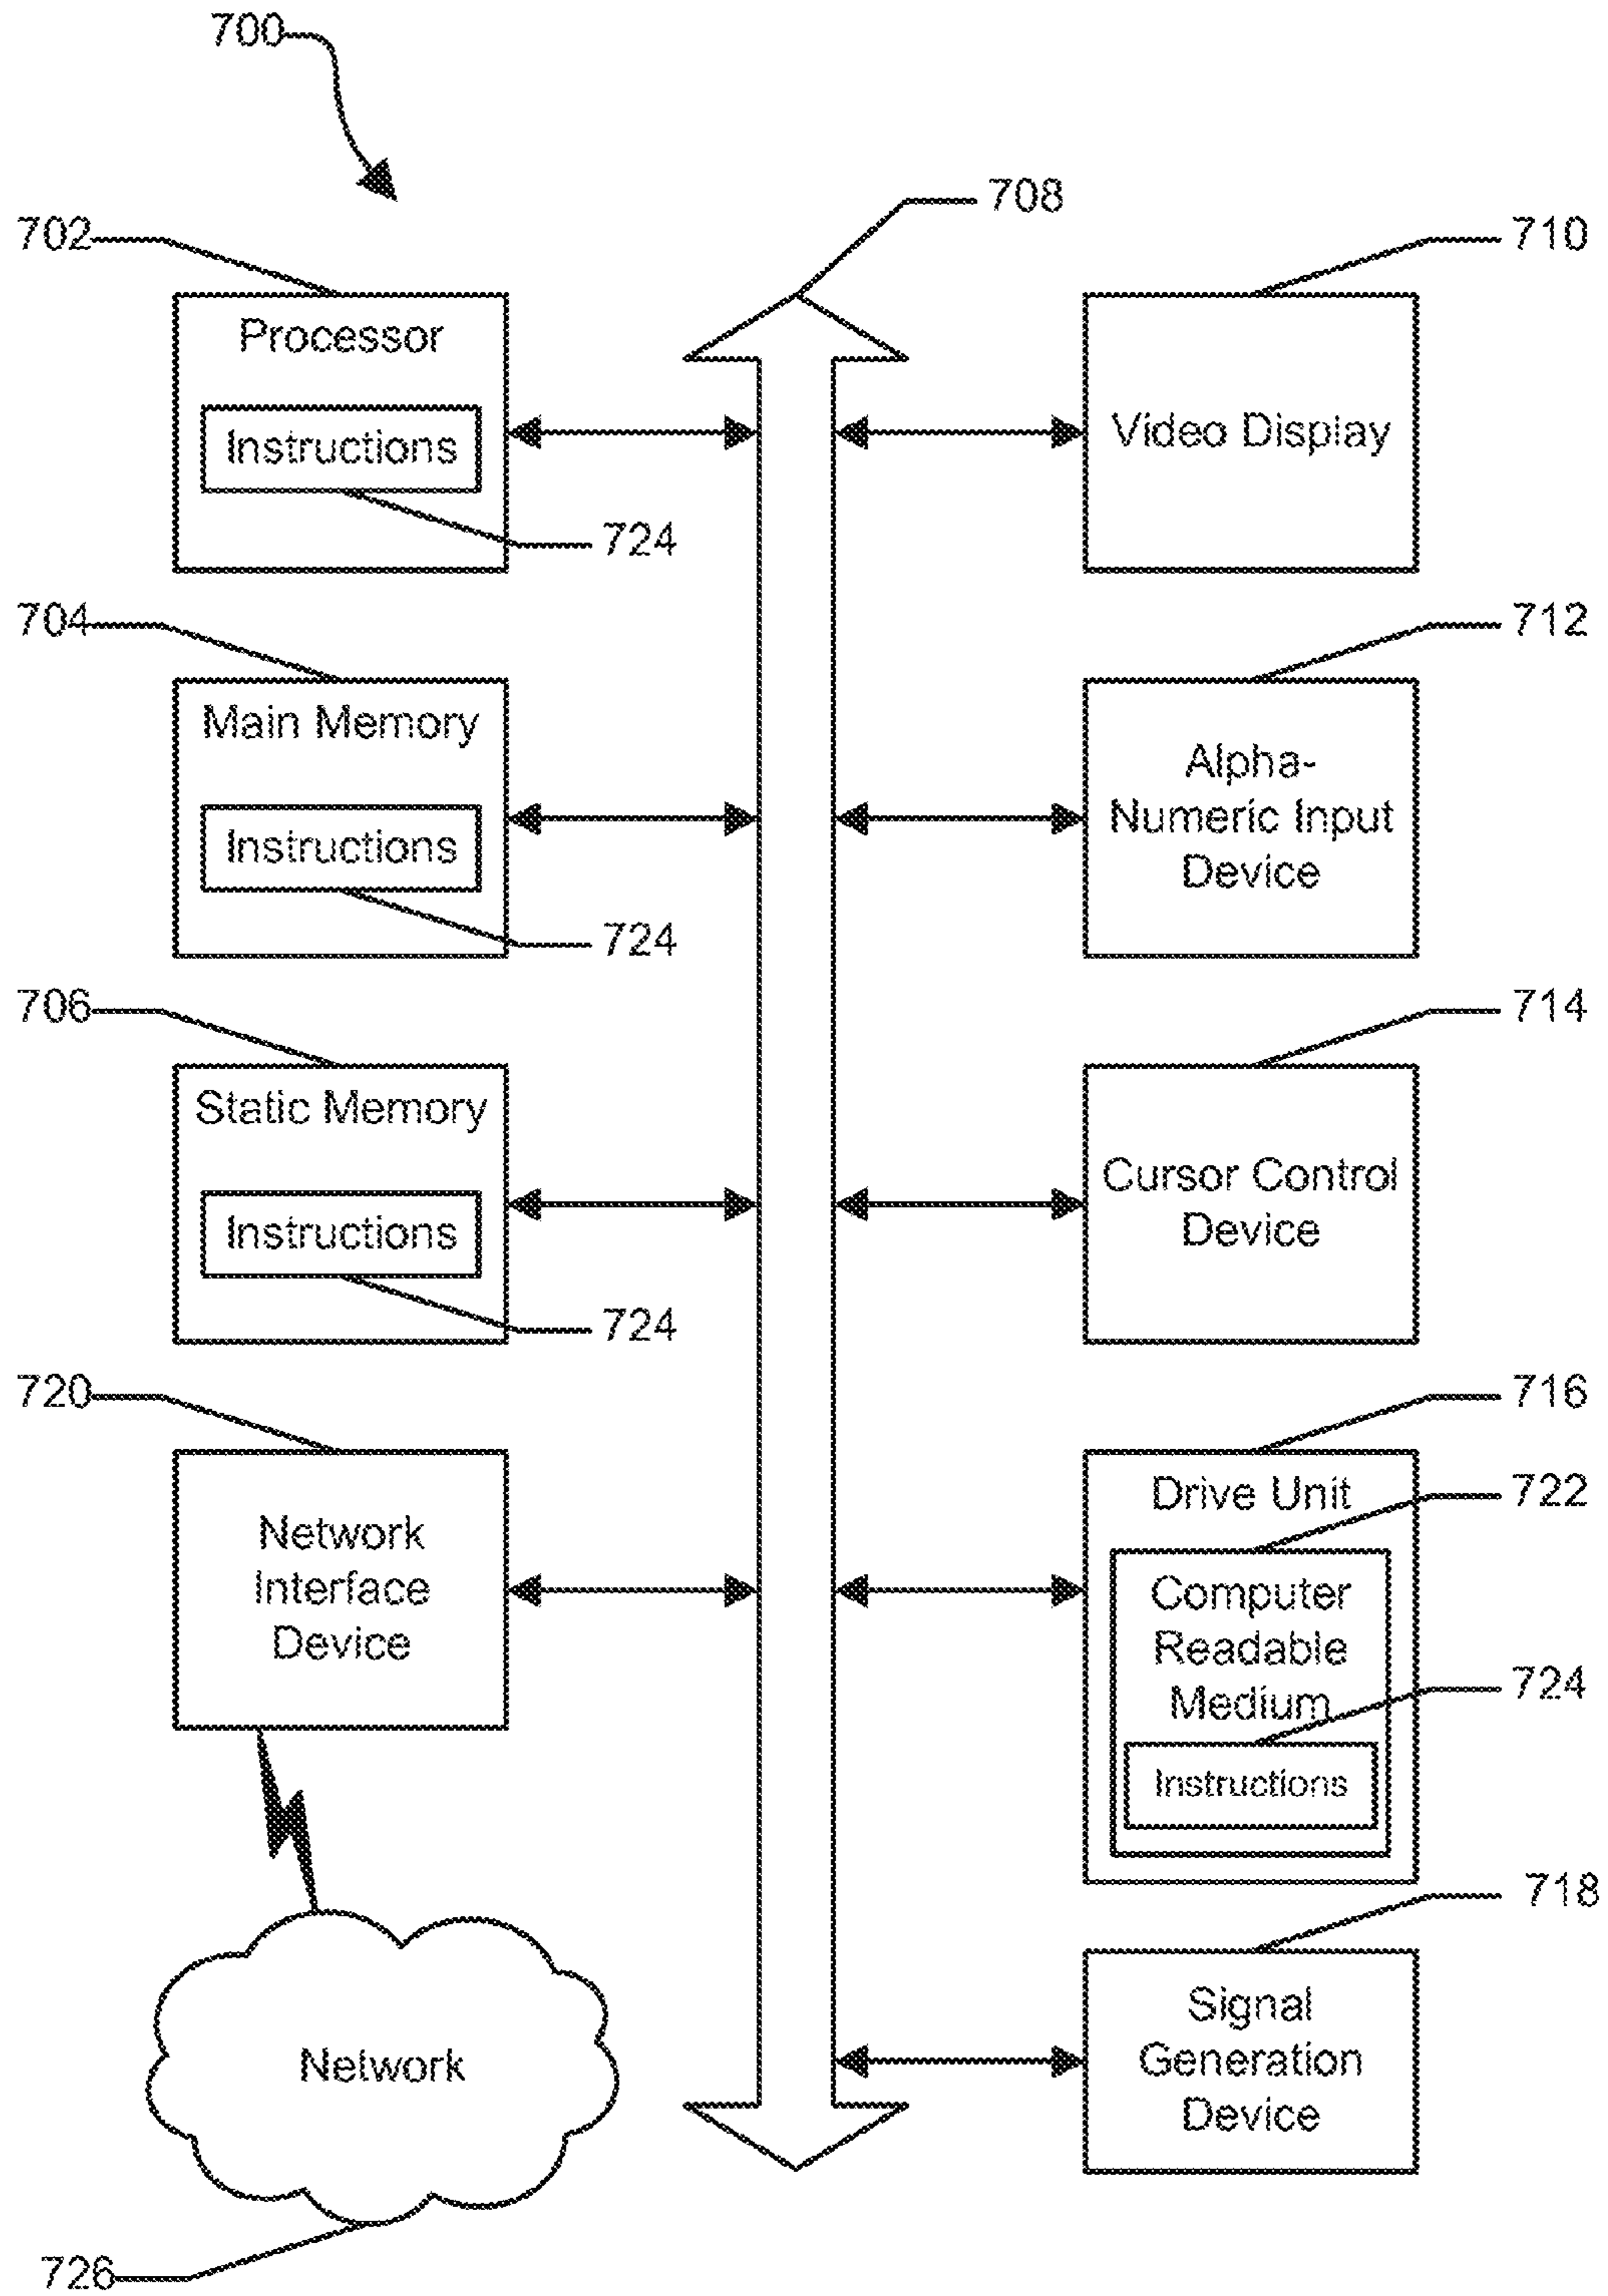 700
708
702
710
Processor
Instructions
Video Display
724
704
712
Main Memory
Alpha-
Numeric Input
Device
Instructions
724
706
714
Static Memory
Cursor Control
Device
Instructions
724
720
716
Drive Unit
722
Network
Interface
Device
Computer
Readable
Medium
724
Instructions
718
Signal
Generation
Device
Network
726